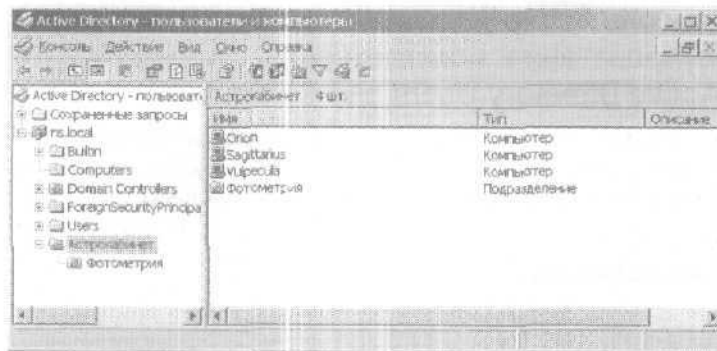 Active Directory - пользователи и компьютеры
Консоль Действие Вид Окно Справка
Active Directory - пользовате
Сохраненные запросы
ns.local
Builtin
Computers
Domain Controllers
ForeignSecurityPrincipa
Users
Астрокабинет
Фотометрия
Астрокабинет 4 шт.
Имя Тип Описание
Orion Компьютер
Sagittarius Компьютер
Vulpecula Компьютер
Фотометрия Подразделение